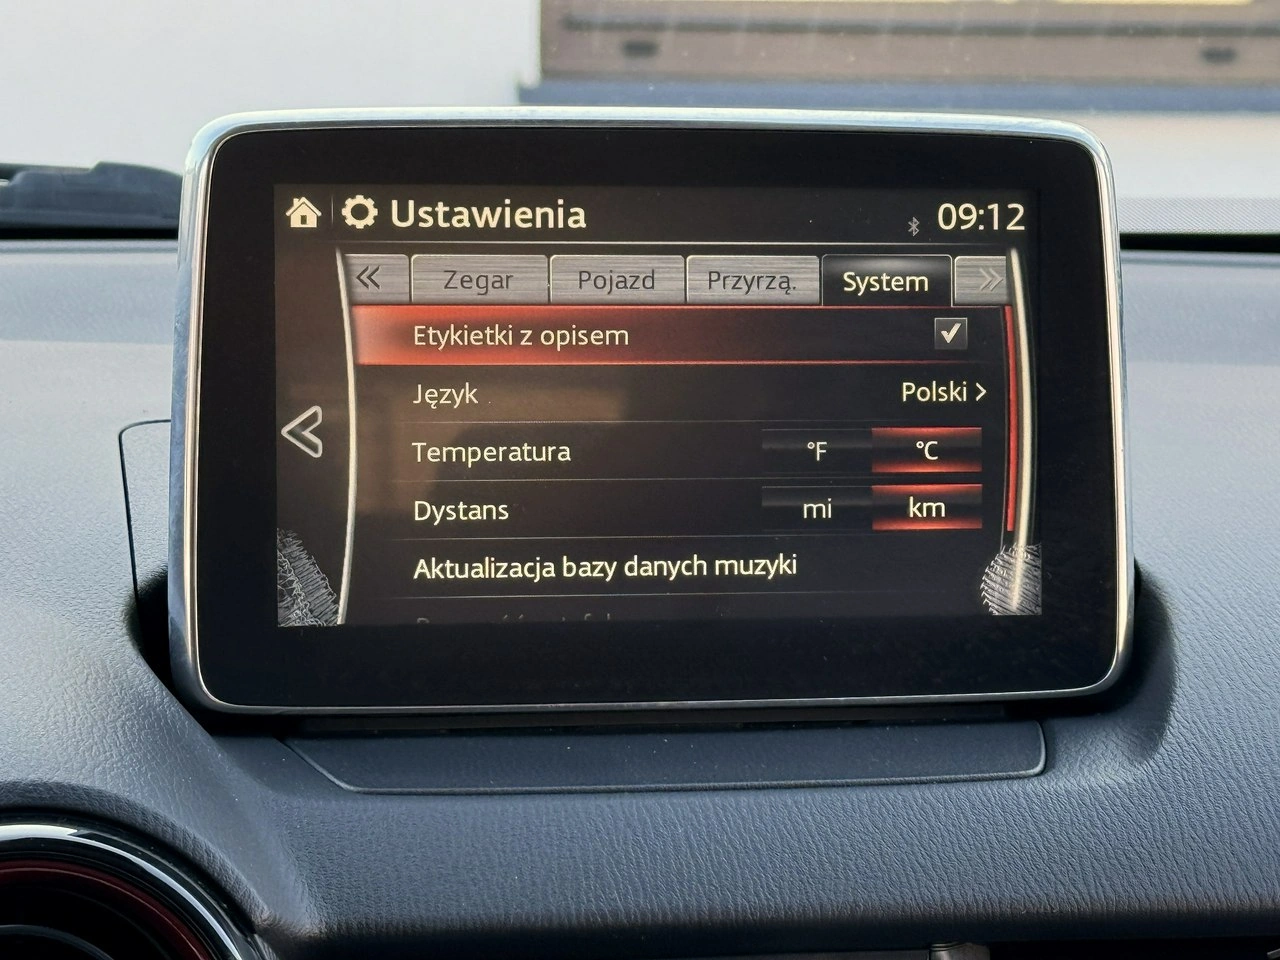 Ustawienia 09:12
« Zegar Pojazd Przyrzą. System »
Etykietki z opisem
Język Polski >
Temperatura °F °C
Dystans mi km
Aktualizacja bazy danych muzyki